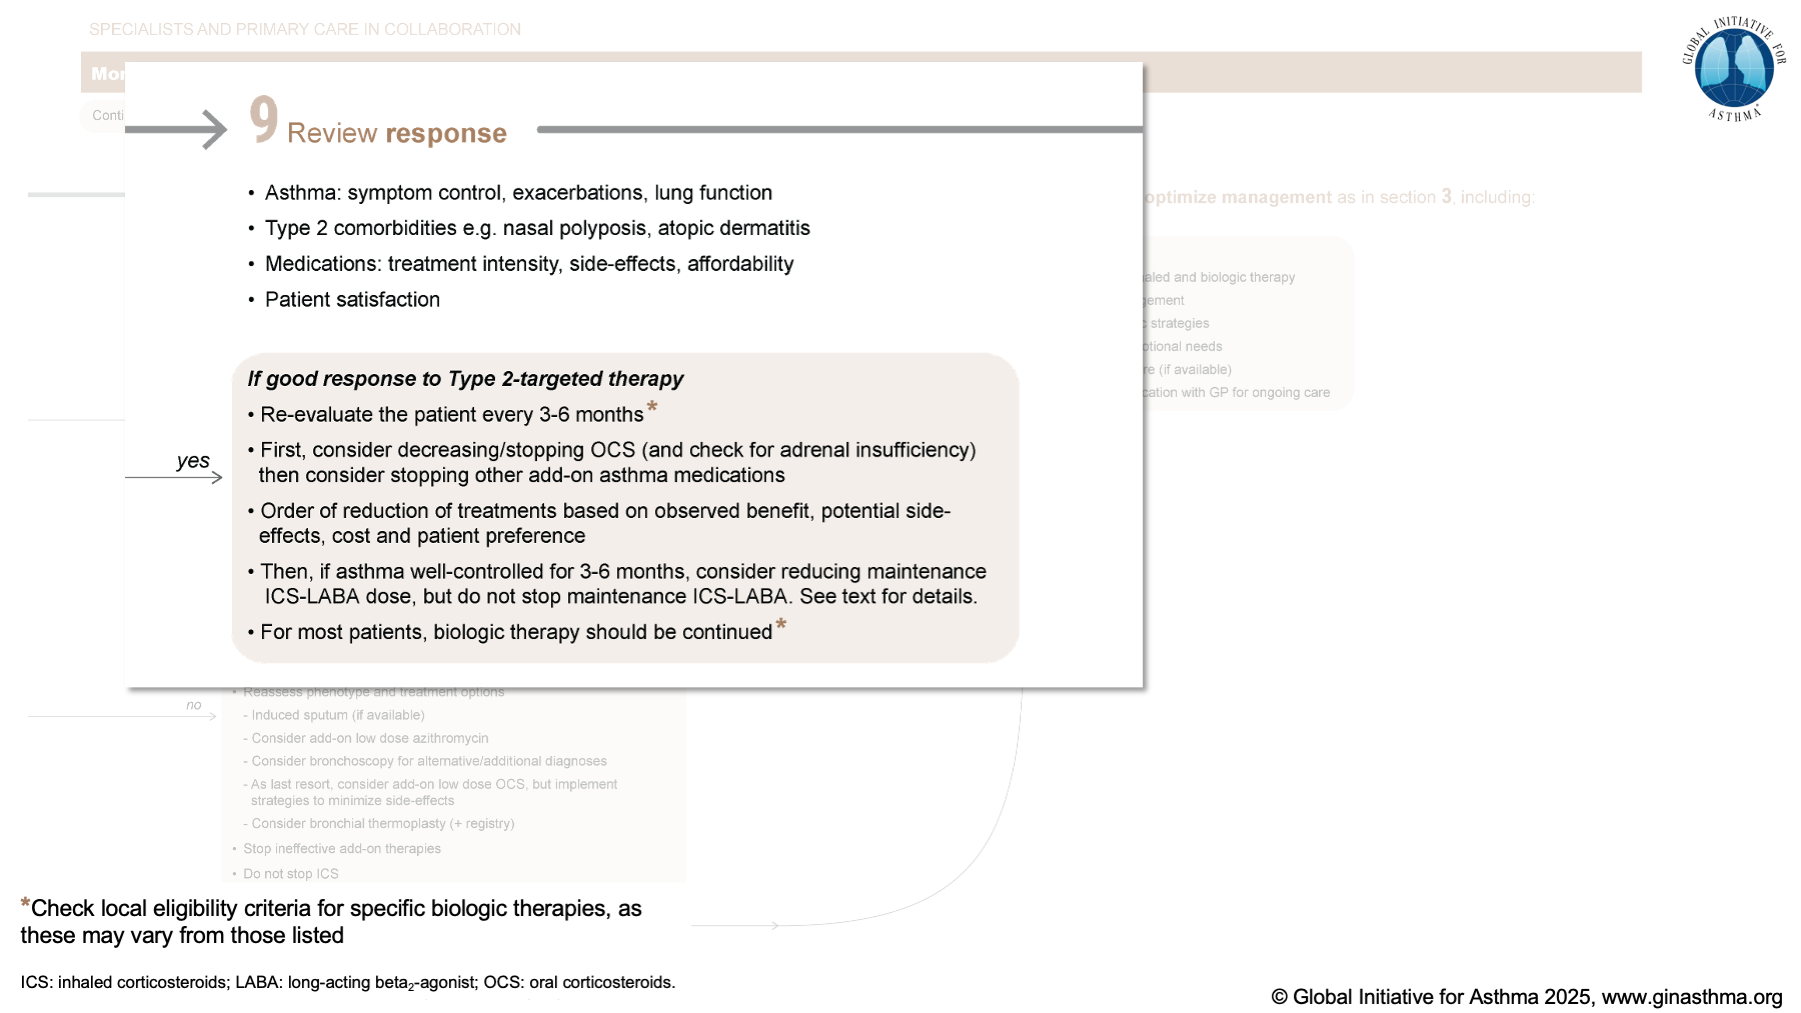 SPECIALISTS AND PRIMARY CARE IN COLLABORATION
GLOBAL INITIATIVE FOR ASTHMA
9 Review response
• Asthma: symptom control, exacerbations, lung function
• Type 2 comorbidities e.g. nasal polyposis, atopic dermatitis
• Medications: treatment intensity, side-effects, affordability
• Patient satisfaction
optimize management as in section 3, including:
and biologic therapy
strategies
needs
(if available)
with GP for ongoing care
yes
If good response to Type 2-targeted therapy
• Re-evaluate the patient every 3-6 months*
• First, consider decreasing/stopping OCS (and check for adrenal insufficiency)
then consider stopping other add-on asthma medications
• Order of reduction of treatments based on observed benefit, potential side-
effects, cost and patient preference
• Then, if asthma well-controlled for 3-6 months, consider reducing maintenance
ICS-LABA dose, but do not stop maintenance ICS-LABA. See text for details.
• For most patients, biologic therapy should be continued*
no
• Reassess phenotype and treatment options
- Induced sputum (if available)
- Consider add-on low dose azithromycin
- Consider bronchoscopy for alternative/additional diagnoses
- As last resort, consider add-on low dose OCS, but implement
strategies to minimize side-effects
- Consider bronchial thermoplasty (+ registry)
• Stop ineffective add-on therapies
• Do not stop ICS
*Check local eligibility criteria for specific biologic therapies, as
these may vary from those listed
ICS: inhaled corticosteroids; LABA: long-acting beta2-agonist; OCS: oral corticosteroids.
© Global Initiative for Asthma 2025, www.ginasthma.org